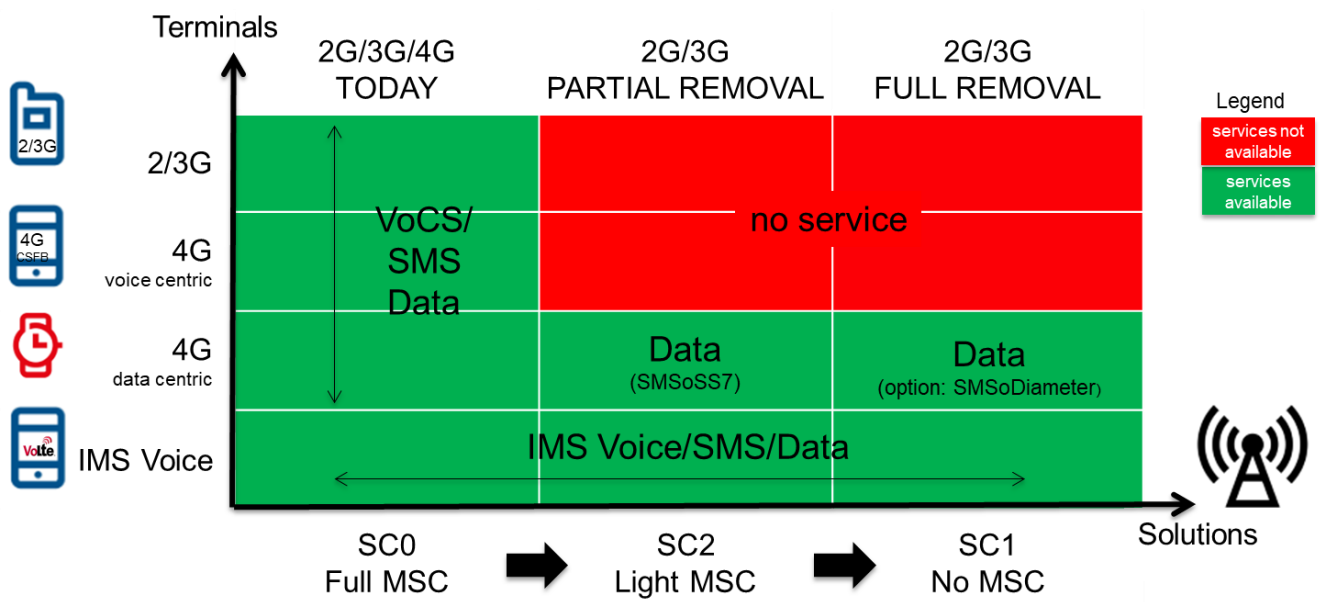 Terminals
2G/3G/4G
TODAY
2G/3G
PARTIAL REMOVAL
2G/3G
FULL REMOVAL
Legend
services not
available
services
available
2/3G
2/3G
4G
CSFB
4G
voice centric
VoCS/
SMS
Data
no service
4G
data centric
Data
(SMSoSS7)
Data
(option: SMSoDiameter)
Volte
IMS Voice
IMS Voice/SMS/Data
Solutions
SC0
Full MSC
SC2
Light MSC
SC1
No MSC